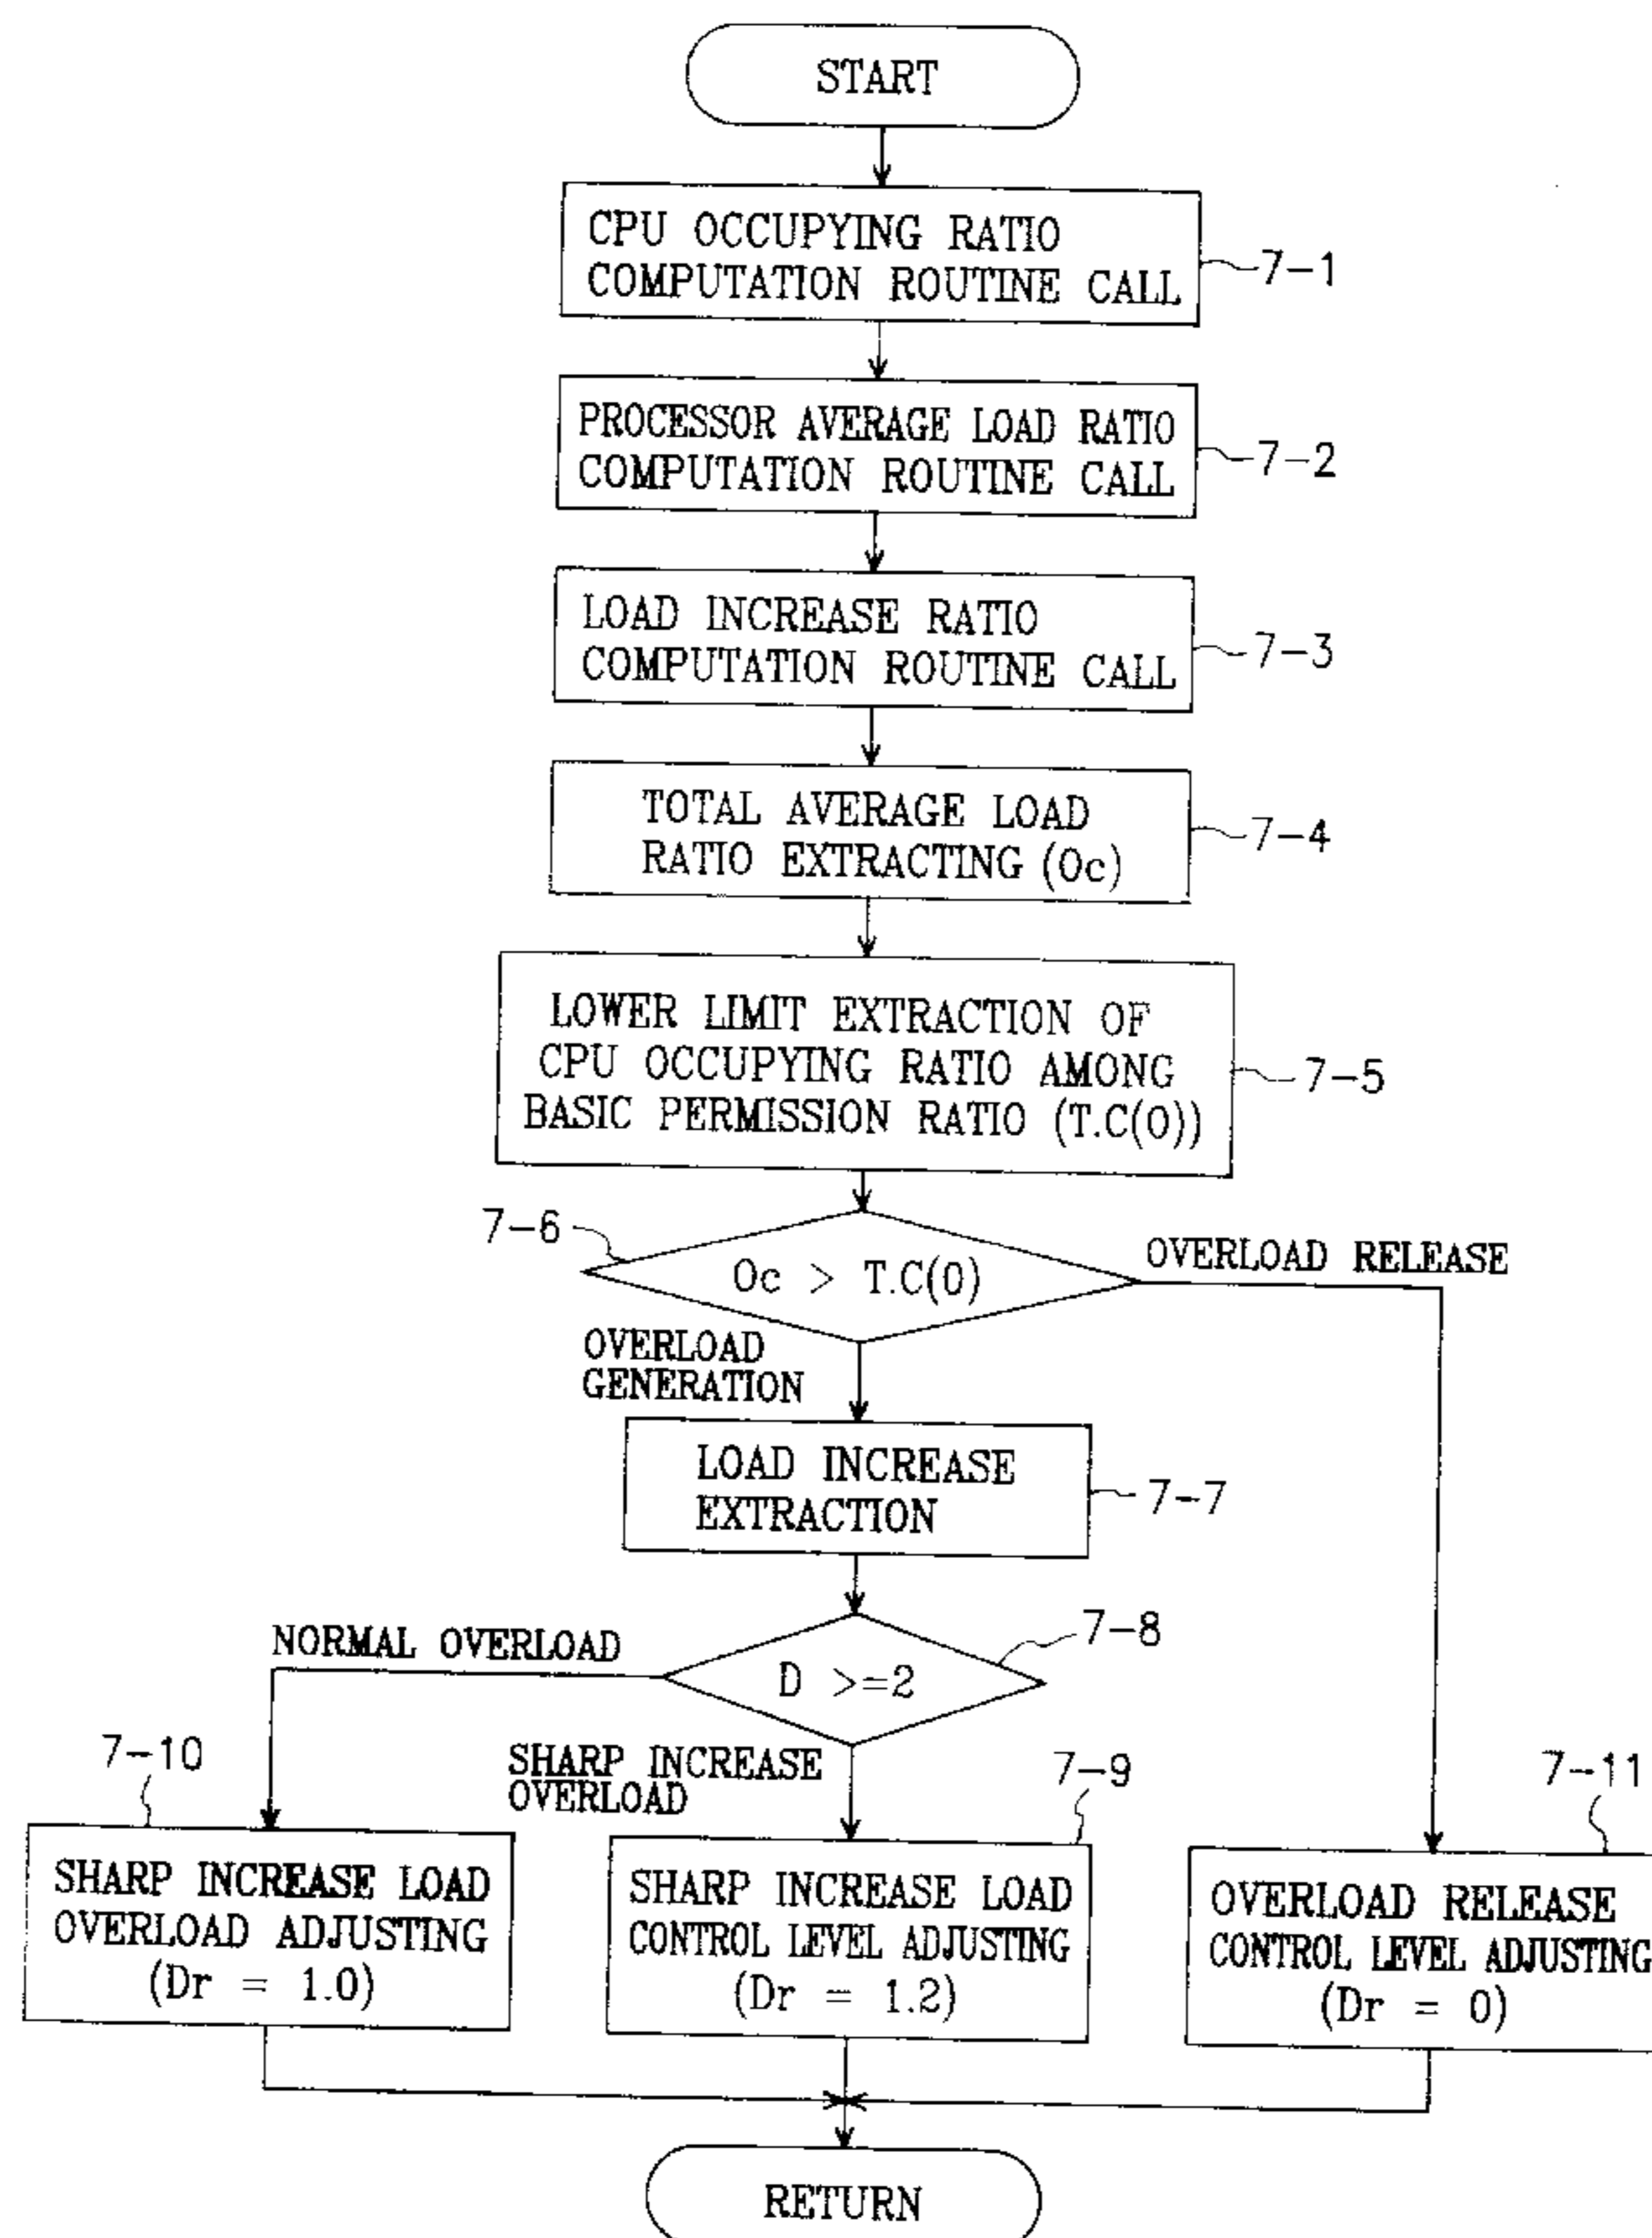 START
CPU OCCUPYING RATIO
COMPUTATION ROUTINE CALL
7-1
PROCESSOR AVERAGE LOAD RATIO
COMPUTATION ROUTINE CALL
7-2
LOAD INCREASE RATIO
COMPUTATION ROUTINE CALL
7-3
TOTAL AVERAGE LOAD
RATIO EXTRACTING (Oc)
7-4
LOWER LIMIT EXTRACTION OF
CPU OCCUPYING RATIO AMONG
BASIC PERMISSION RATIO (T.C(0))
7-5
7-6
Oc > T.C(0)
OVERLOAD RELEASE
OVERLOAD
GENERATION
LOAD INCREASE
EXTRACTION
7-7
NORMAL OVERLOAD
7-8
D >=2
7-10
SHARP INCREASE
OVERLOAD
7-9
7-11
SHARP INCREASE LOAD
OVERLOAD ADJUSTING
(Dr = 1.0)
SHARP INCREASE LOAD
CONTROL LEVEL ADJUSTING
(Dr = 1.2)
OVERLOAD RELEASE
CONTROL LEVEL ADJUSTING
(Dr = 0)
RETURN